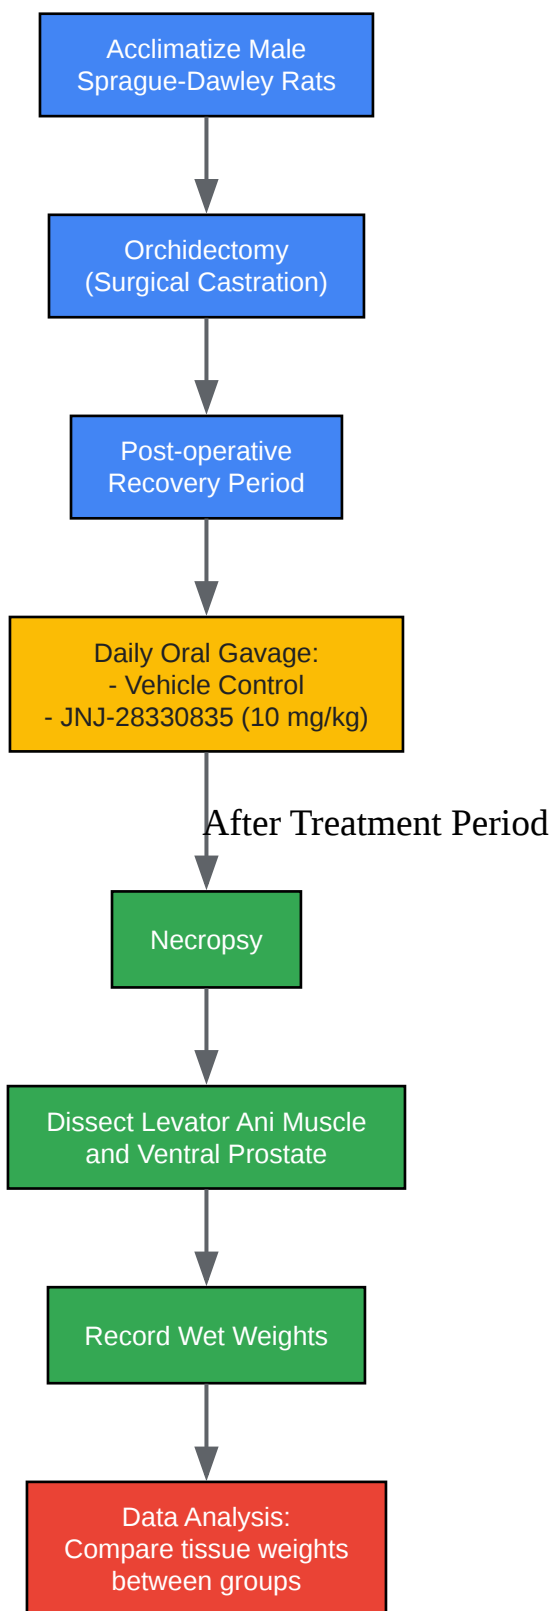 Acclimatize Male
Sprague-Dawley Rats
Orchidectomy
(Surgical Castration)
Post-operative
Recovery Period
Daily Oral Gavage:
- Vehicle Control
- JNJ-28330835 (10 mg/kg)
After Treatment Period
Necropsy
Dissect Levator Ani Muscle
and Ventral Prostate
Record Wet Weights
Data Analysis:
Compare tissue weights
between groups